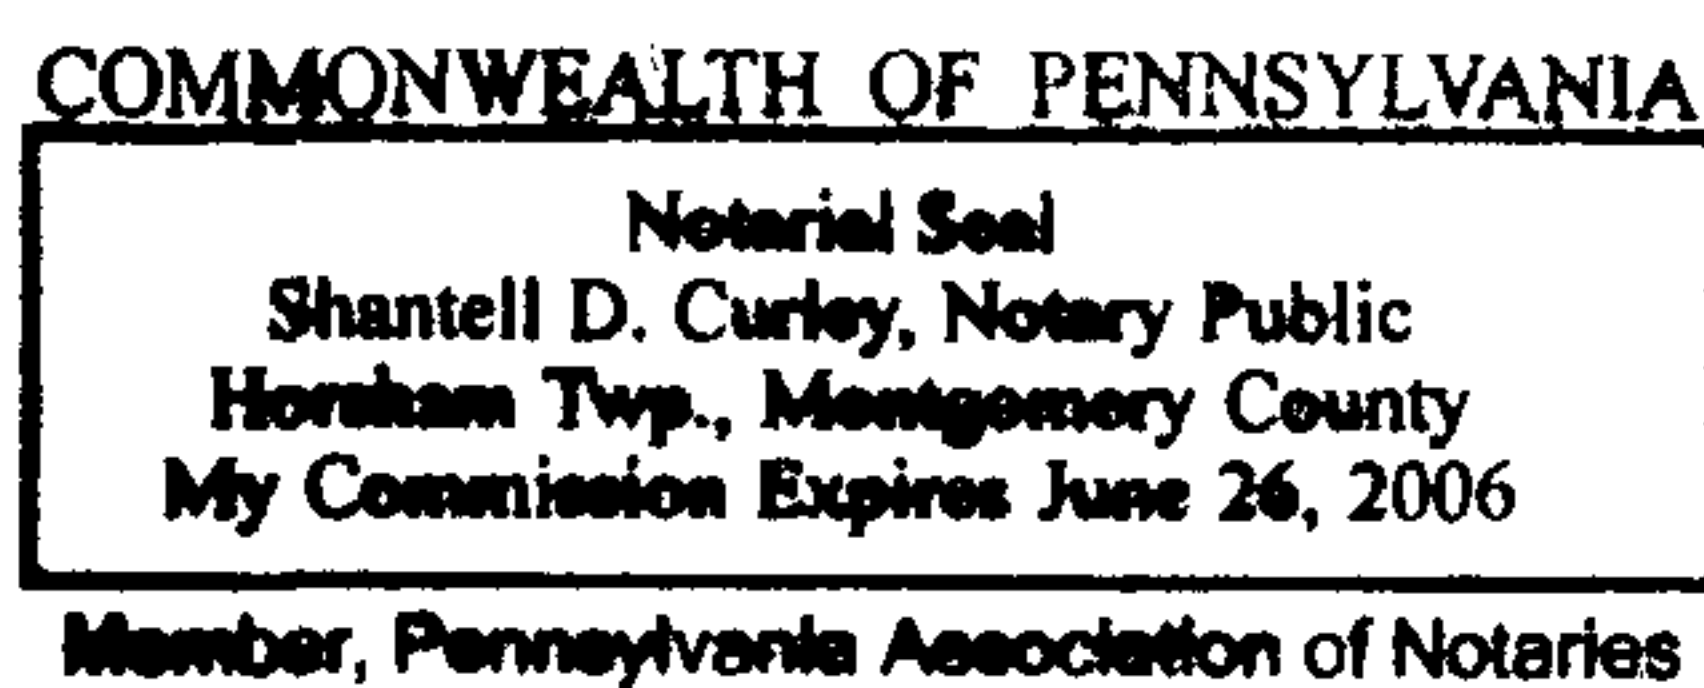 COMMONWEALTH OF PENNSYLVANIA
Notarial Seal
Shantell D. Curley, Notary Public
Horsham Twp., Montgomery County
My Commission Expires June 26, 2006
Member, Pennsylvania Association of Notaries